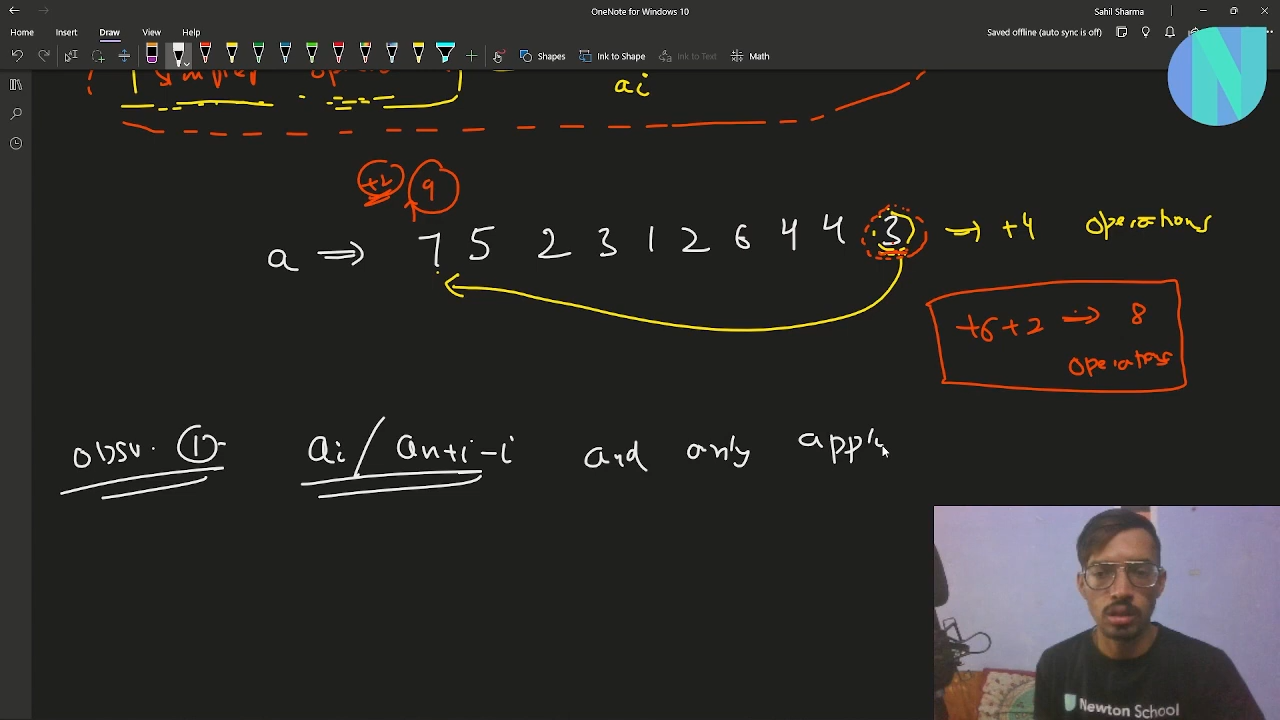 OneNote for Windows 10
Sahil Sharma
Home Insert Draw View Help
Saved offline (auto sync is off)
Shapes Ink to Shape Ink to Text Math
simpler
ai
+2 9
a ⇒ 7 5 2 3 1 2 6 4 4 3 → +4 operations
+6+2 → 8
operations
obsv. ① ai / an+i-i and only apply
Newton School